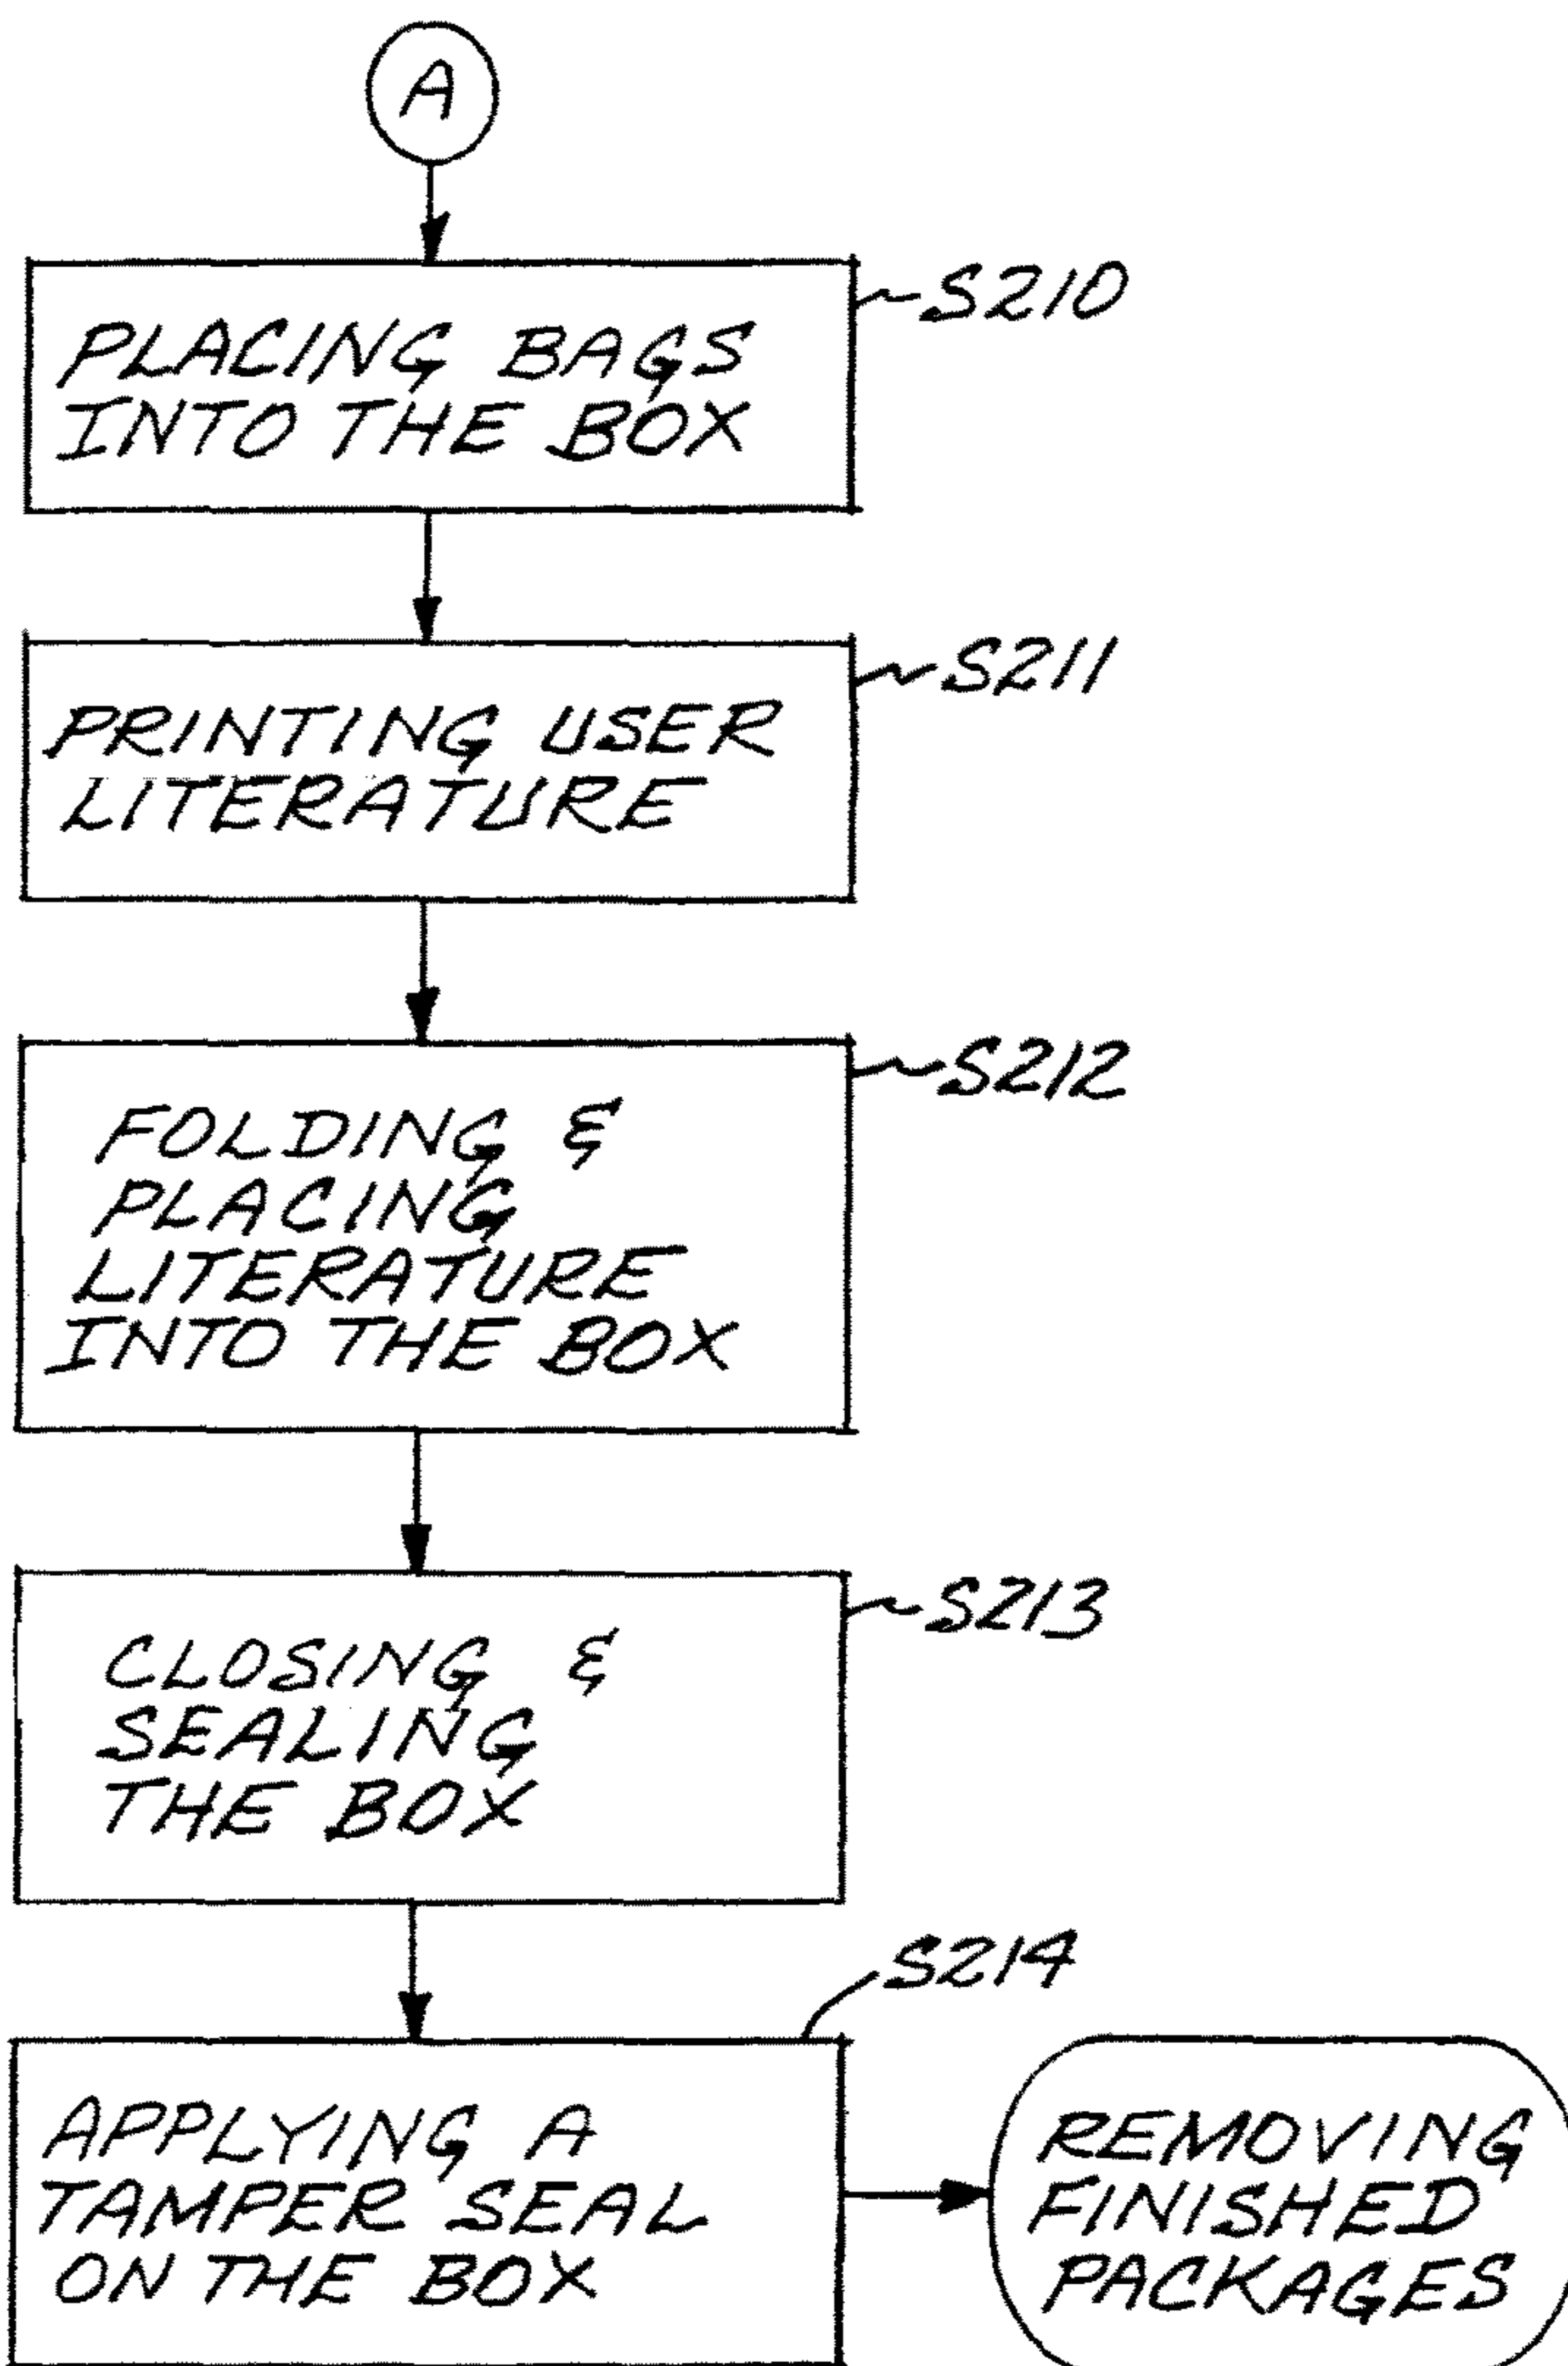 A
S210
PLACING BAGS
INTO THE BOX
S211
PRINTING USER
LITERATURE
S212
FOLDING &
PLACING
LITERATURE
INTO THE BOX
S213
CLOSING &
SEALING
THE BOX
S214
APPLYING A
TAMPER SEAL
ON THE BOX
REMOVING
FINISHED
PACKAGES